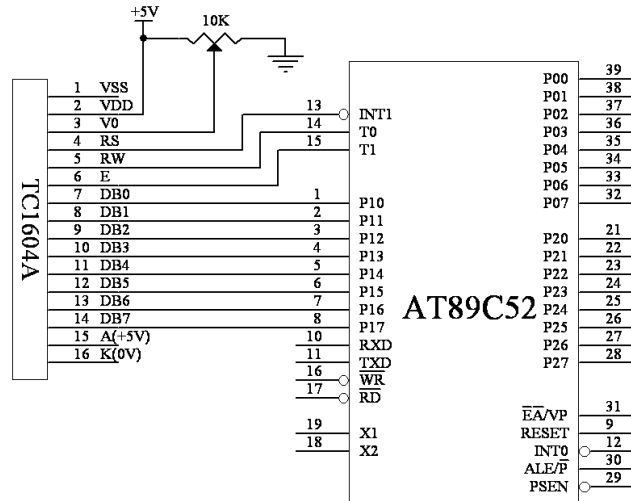 +5V
10K
TC1604A
1 VSS
2 VDD
3 V0
4 RS
5 RW
6 E
7 DB0
8 DB1
9 DB2
10 DB3
11 DB4
12 DB5
13 DB6
14 DB7
15 A(+5V)
16 K(0V)
13 INT1
14 T0
15 T1
1 P10
2 P11
3 P12
4 P13
5 P14
6 P15
7 P16
8 P17
10 RXD
11 TXD
16 WR
17 RD
19 X1
18 X2
AT89C52
P00 39
P01 38
P02 37
P03 36
P04 35
P05 34
P06 33
P07 32
P20 21
P21 22
P22 23
P23 24
P24 25
P25 26
P26 27
P27 28
EA/VP 31
RESET 9
INT0 12
ALE/P 30
PSEN 29